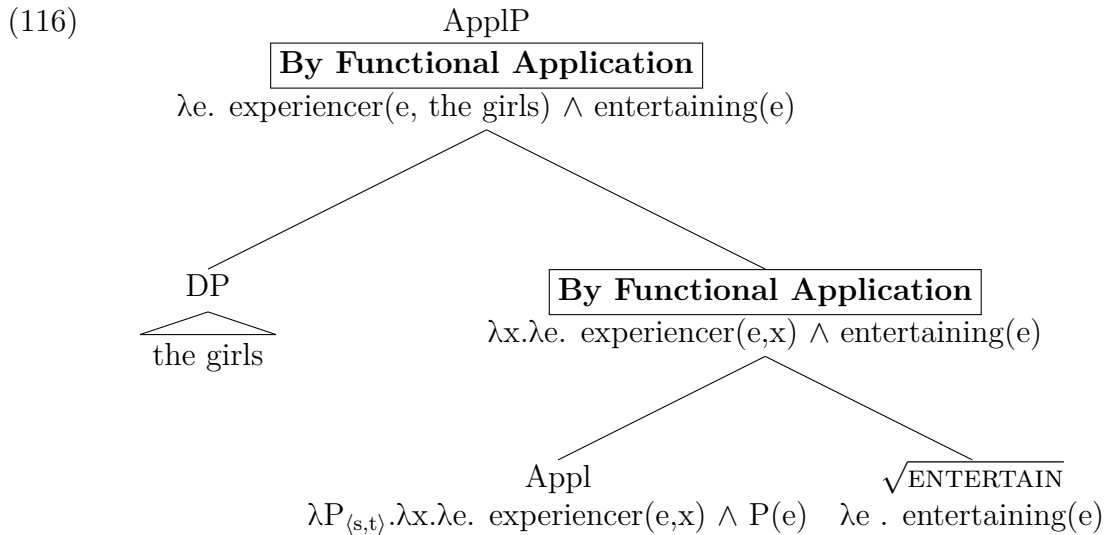 (116)
ApplP
By Functional Application
λe. experiencer(e, the girls) ∧ entertaining(e)
DP
the girls
By Functional Application
λx.λe. experiencer(e,x) ∧ entertaining(e)
Appl
λP⟨s,t⟩.λx.λe. experiencer(e,x) ∧ P(e)
√ENTERTAIN
λe . entertaining(e)